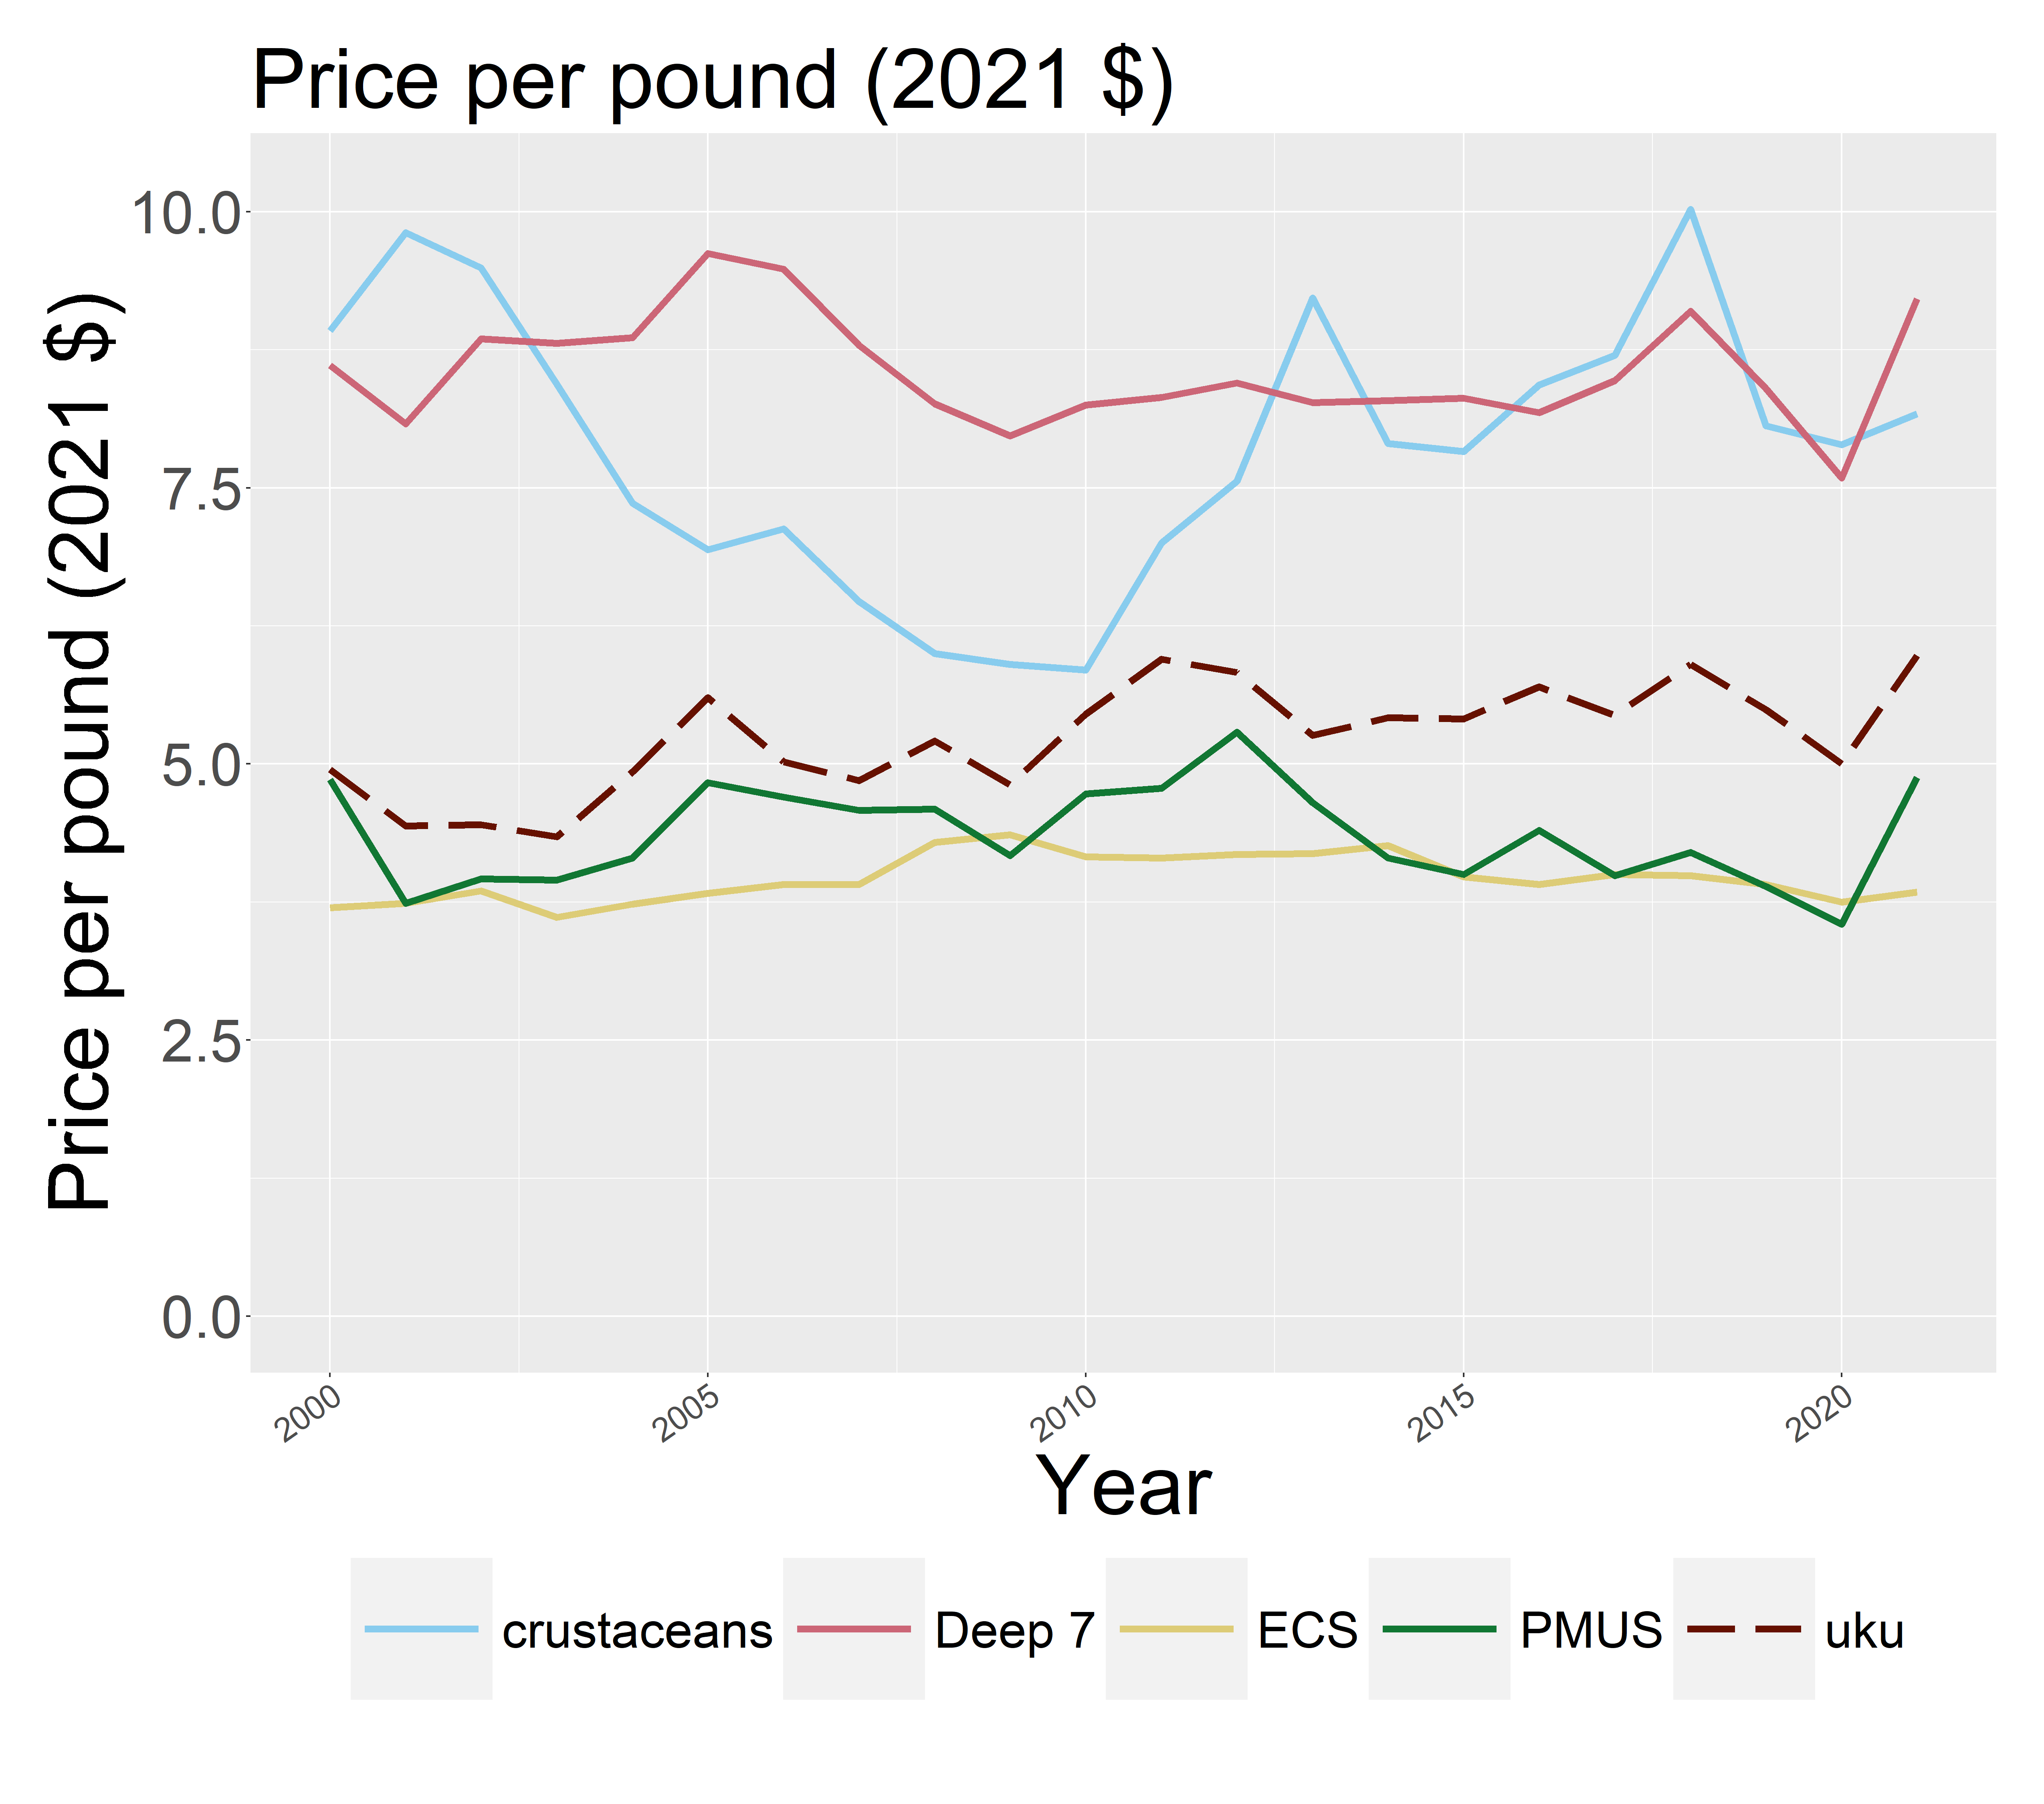 Price per pound (2021 $)
Price per pound (2021 $)
10.0
7.5
5.0
2.5
0.0
2000 2005 2010 2015 2020
Year
crustaceans Deep 7 ECS PMUS uku